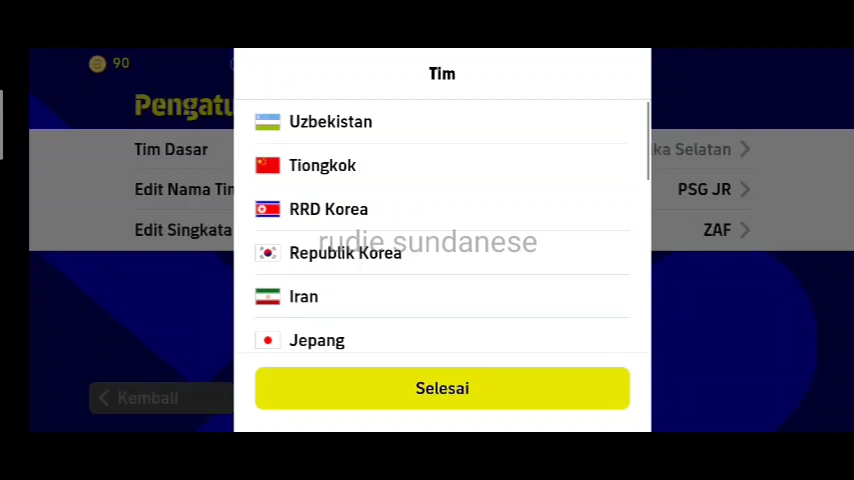 90
Tim
Pengatu
Uzbekistan
Tim Dasar
ka Selatan
Tiongkok
Edit Nama Tin
PSG JR
RRD Korea
Edit Singkata
ZAF
rudie sundanese
Republik Korea
Iran
Jepang
Selesai
Kembali